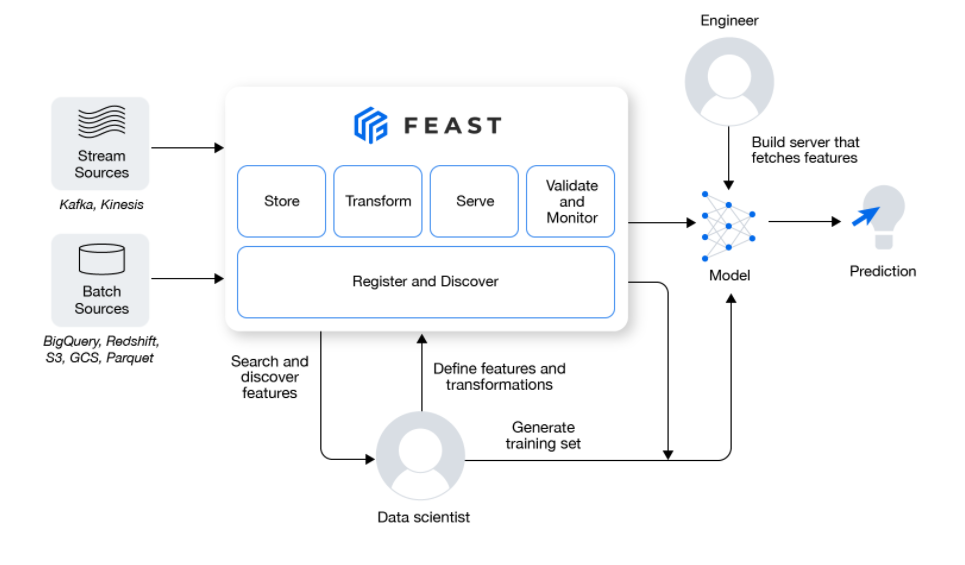 Engineer
Build server that
fetches features
FEAST
Stream
Sources
Kafka, Kinesis
Store
Transform
Serve
Validate
and
Monitor
Batch
Sources
BigQuery, Redshift,
S3, GCS, Parquet
Register and Discover
Model
Prediction
Search and
discover
features
Define features and
transformations
Generate
training set
Data scientist